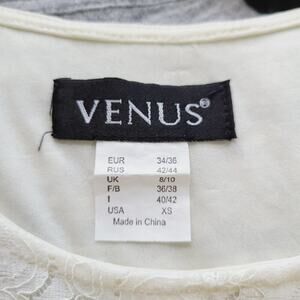 VENUS®
EUR 34/36
RUS 42/44
UK 8/10
F/B 36/38
I 40/42
USA XS
Made in China